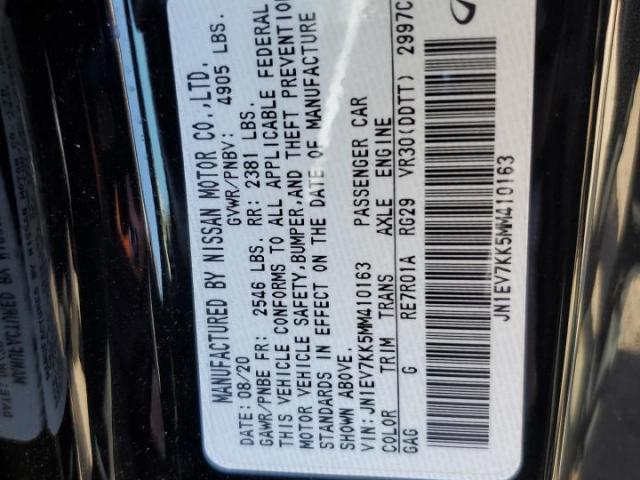 MANUFACTURED BY NISSAN MOTOR CO.,LTD.
DATE: 08/20 GVWR/PNBV: 4905 LBS.
GAWR/PNBE FR: 2546 LBS. RR: 2381 LBS.
THIS VEHICLE CONFORMS TO ALL APPLICABLE FEDERAL
MOTOR VEHICLE SAFETY,BUMPER,AND THEFT PREVENTION
STANDARDS IN EFFECT ON THE DATE OF MANUFACTURE
SHOWN ABOVE.
VIN: JN1EV7KK5MM410163 PASSENGER CAR
COLOR TRIM TRANS AXLE ENGINE
GAG G RE7R01A RG29 VR30(DDTT) 2997C
JN1EV7KK5MM410163